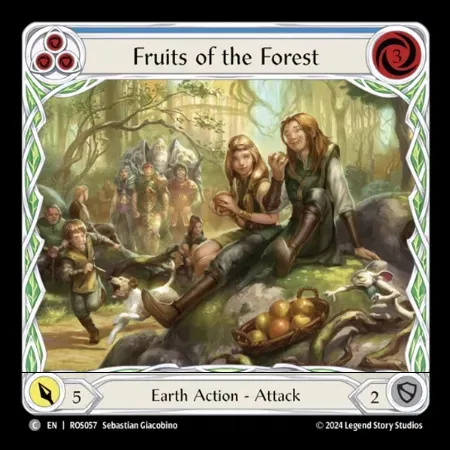 Fruits of the Forest
3
5
Earth Action - Attack
2
C EN | ROS057 Sebastian Giacobino
© 2024 Legend Story Studios